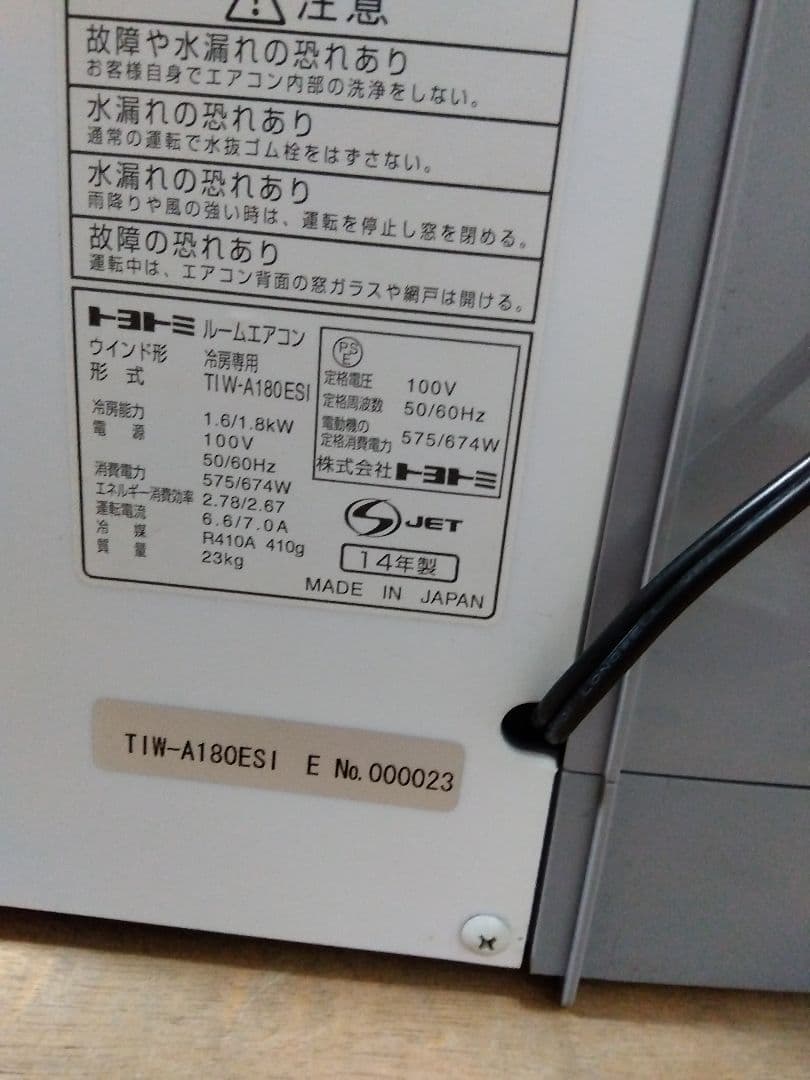 注意
故障や水漏れの恐れあり
お客様自身でエアコン内部の洗浄をしない。
水漏れの恐れあり
通常の運転で水抜ゴム栓をはずさない。
水漏れの恐れあり
雨降りや風の強い時は、運転を停止し窓を閉める。
故障の恐れあり
運転中は、エアコン背面の窓ガラスや網戸は開ける。
トヨトミ ルームエアコン
ウインド形 冷房専用
形式 TIW-A180ESI
冷房能力 1.6/1.8kW
電源 100V
50/60Hz
消費電力 575/674W
エネルギー消費効率 2.78/2.67
運転電流 6.6/7.0A
冷媒 R410A 410g
質量 23kg
PSE
定格電圧 100V
定格周波数 50/60Hz
電動機の
定格消費電力 575/674W
株式会社トヨトミ
S JET
14年製
MADE IN JAPAN
TIW-A180ESI E No.000023